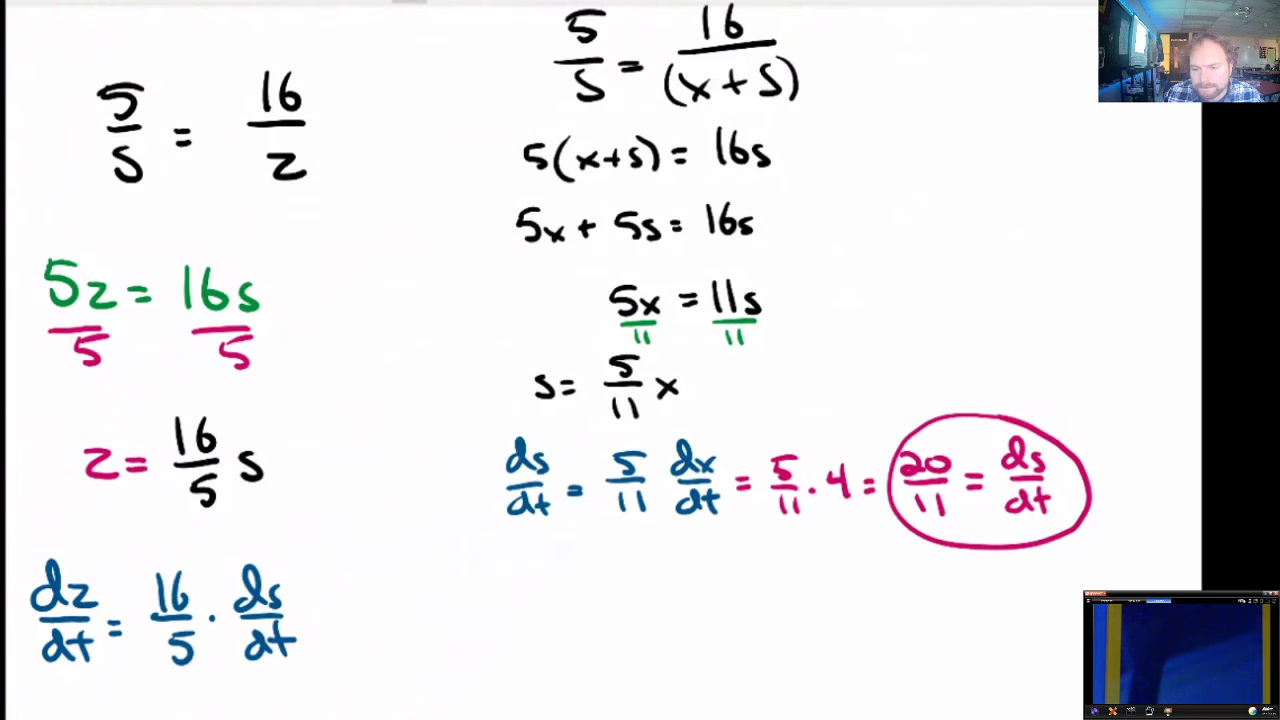 5/s = 16/z
5z = 16s
/5 /5
z = 16/5 s
dz/dt = 16/5 · ds/dt
5/s = 16/(x + s)
5(x+s) = 16s
5x + 5s = 16s
5x = 11s
/11 /11
s = 5/11 x
ds/dt = 5/11 dx/dt = 5/11 · 4 = 20/11 = ds/dt